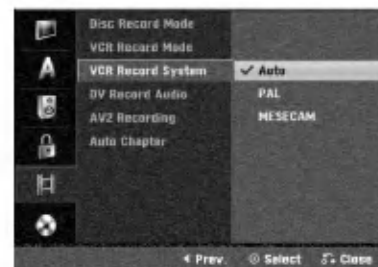 Disc Record Mode
VCR Record Mode
VCR Record System
✓ Auto
DV Record Audio
PAL
AV2 Recording
MESECAM
Auto Chapter
◄ Prev.
⊙ Select
Close